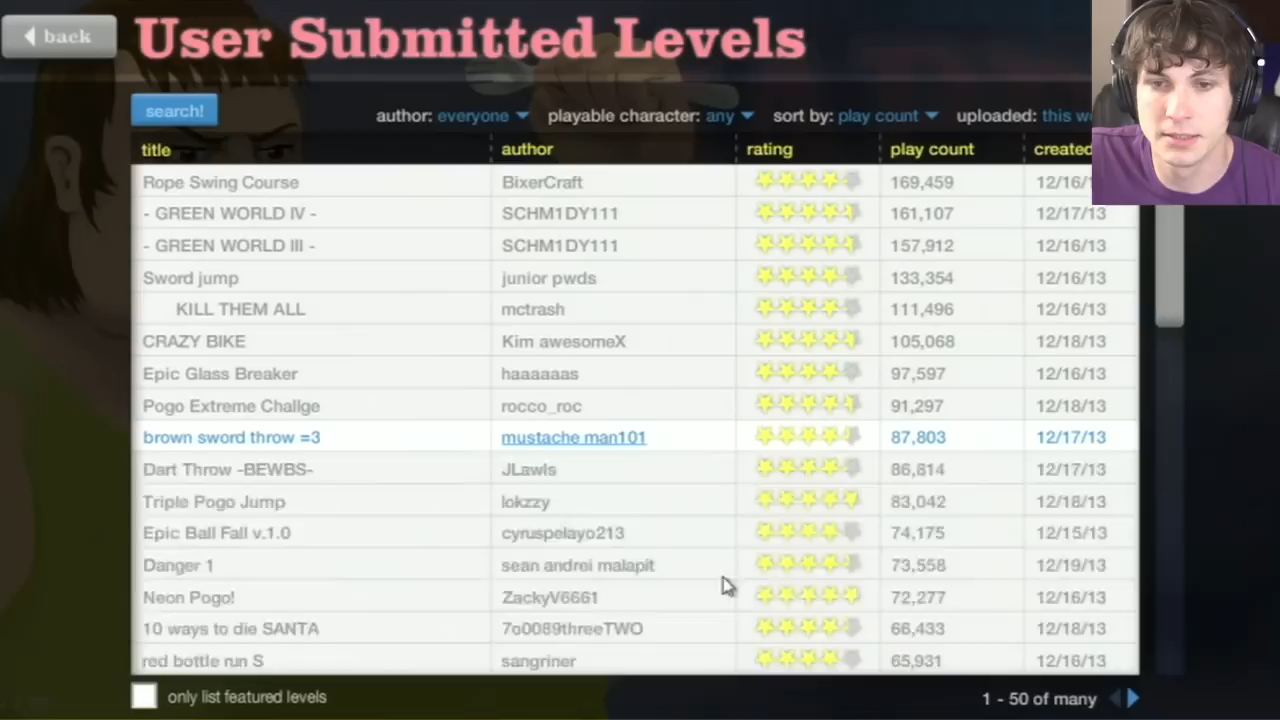 back
User Submitted Levels
search!
author: everyone playable character: any sort by: play count uploaded: this
title author rating play count created
Rope Swing Course BixerCraft 169,459 12/16/
- GREEN WORLD IV - SCHM1DY111 161,107 12/17/13
- GREEN WORLD III - SCHM1DY111 157,912 12/16/13
Sword jump junior pwds 133,354 12/16/13
KILL THEM ALL mctrash 111,496 12/16/13
CRAZY BIKE Kim awesomeX 105,068 12/18/13
Epic Glass Breaker haaaaaas 97,597 12/16/13
Pogo Extreme Challge rocco_roc 91,297 12/18/13
brown sword throw =3 mustache man101 87,803 12/17/13
Dart Throw -BEWBS- JLawls 86,814 12/17/13
Triple Pogo Jump lokzzy 83,042 12/18/13
Epic Ball Fall v.1.0 cyruspelayo213 74,175 12/15/13
Danger 1 sean andrei malapit 73,558 12/19/13
Neon Pogo! ZackyV6661 72,277 12/16/13
10 ways to die SANTA 7o0089threeTWO 66,433 12/18/13
red bottle run S sangriner 65,931 12/16/13
only list featured levels 1 - 50 of many